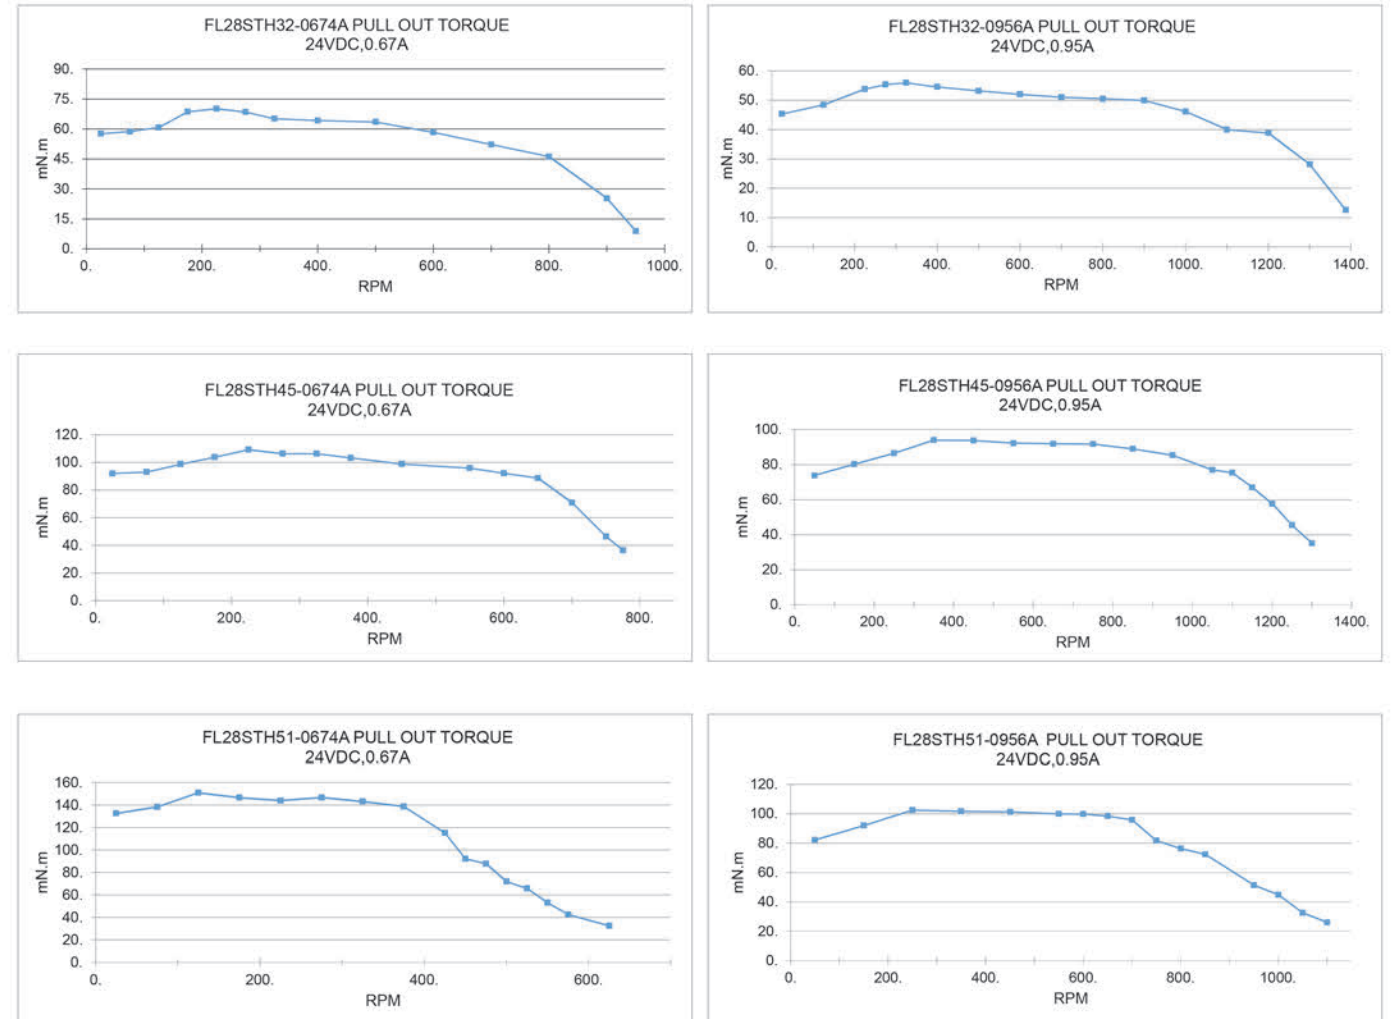 FL28STH32-0674A PULL OUT TORQUE
24VDC,0.67A
90.
75.
60.
45.
30.
15.
0.
mN.m
0. 200. 400. 600. 800. 1000.
RPM
FL28STH32-0956A PULL OUT TORQUE
24VDC,0.95A
60.
50.
40.
30.
20.
10.
0.
mN.m
0. 200. 400. 600. 800. 1000. 1200. 1400.
RPM
FL28STH45-0674A PULL OUT TORQUE
24VDC,0.67A
120.
100.
80.
60.
40.
20.
0.
mN.m
0. 200. 400. 600. 800.
RPM
FL28STH45-0956A PULL OUT TORQUE
24VDC,0.95A
100.
80.
60.
40.
20.
0.
mN.m
0. 200. 400. 600. 800. 1000. 1200. 1400.
RPM
FL28STH51-0674A PULL OUT TORQUE
24VDC,0.67A
160.
140.
120.
100.
80.
60.
40.
20.
0.
mN.m
0. 200. 400. 600.
RPM
FL28STH51-0956A PULL OUT TORQUE
24VDC,0.95A
120.
100.
80.
60.
40.
20.
0.
mN.m
0. 200. 400. 600. 800. 1000.
RPM